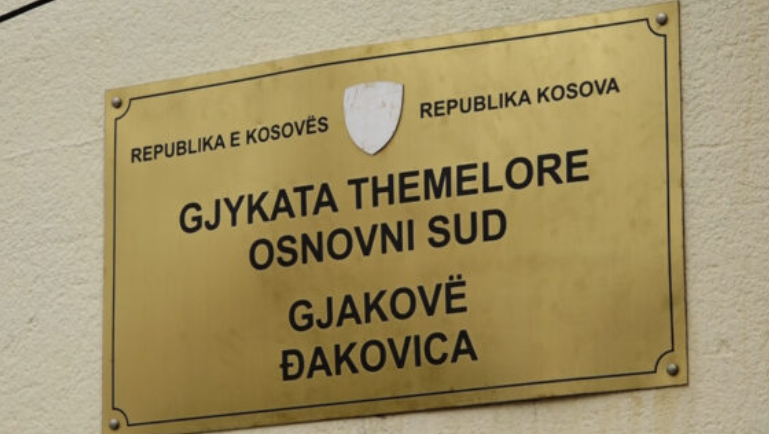 REPUBLIKA E KOSOVËS
REPUBLIKA KOSOVA
GJYKATA THEMELORE
OSNOVNI SUD
GJAKOVË
ĐAKOVICA